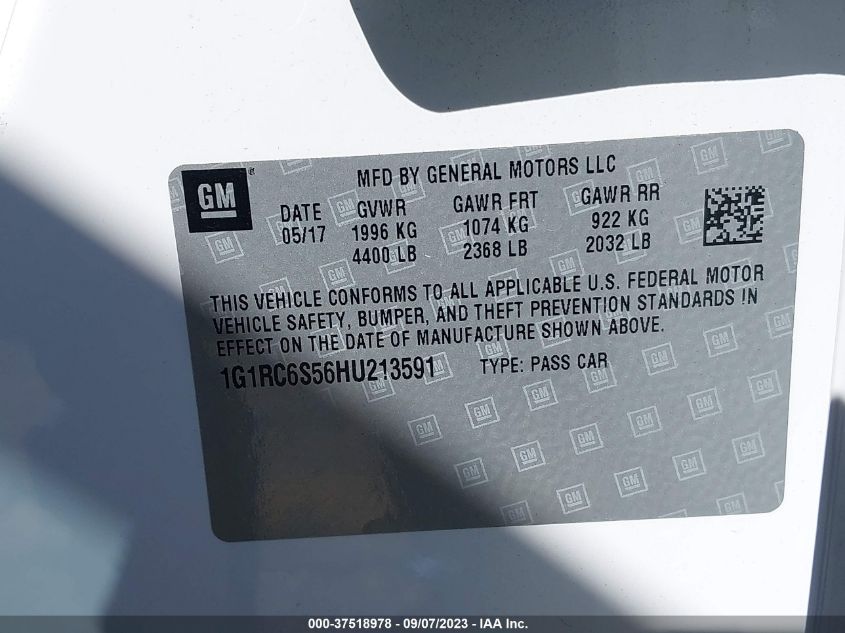 MFD BY GENERAL MOTORS LLC
GM
DATE GVWR GAWR FRT GAWR RR
05/17 1996 KG 1074 KG 922 KG
4400 LB 2368 LB 2032 LB
THIS VEHICLE CONFORMS TO ALL APPLICABLE U.S. FEDERAL MOTOR
VEHICLE SAFETY, BUMPER, AND THEFT PREVENTION STANDARDS IN
EFFECT ON THE DATE OF MANUFACTURE SHOWN ABOVE.
1G1RC6S56HU213591 TYPE: PASS CAR
000-37518978 - 09/07/2023 - IAA Inc.